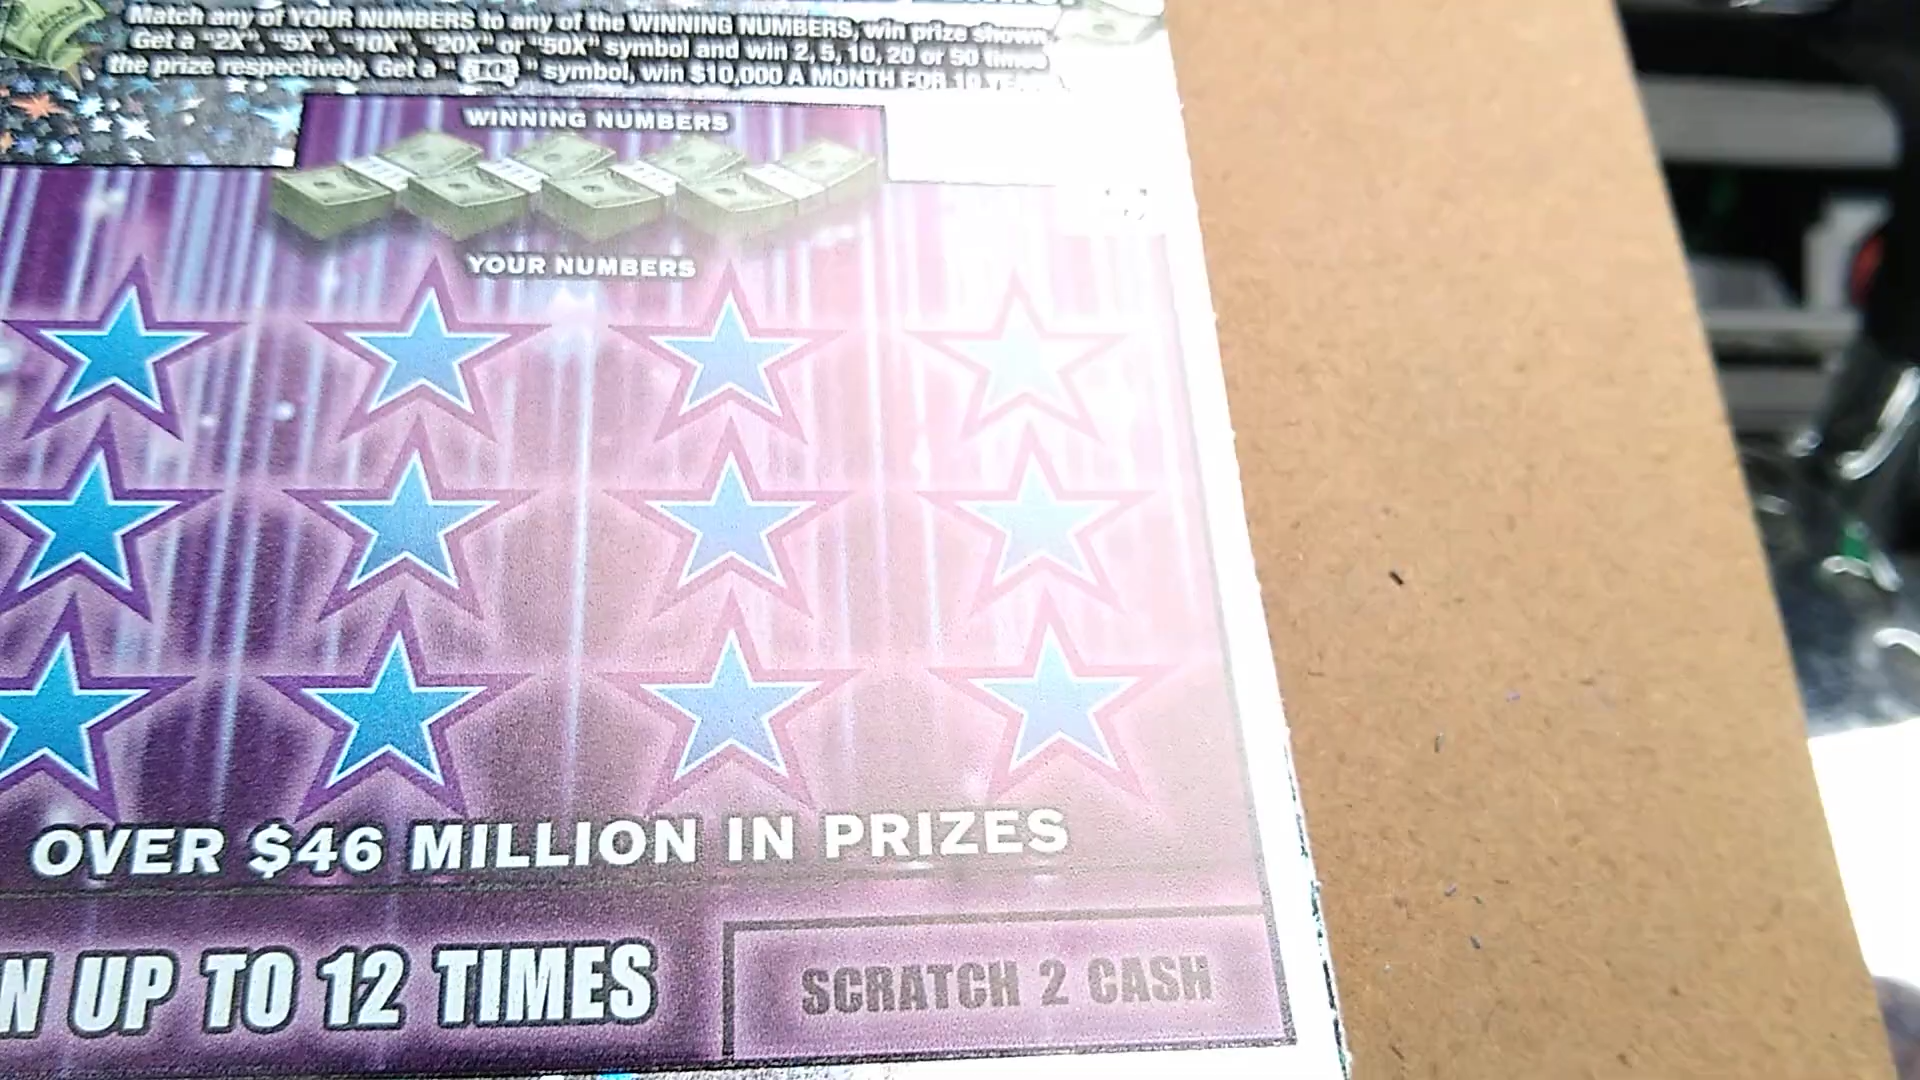 Match any of YOUR NUMBERS to any of the WINNING NUMBERS, win prize shown.
Get a "2X", "5X", "10X", "20X" or "50X" symbol and win 2, 5, 10, 20 or 50 times
the prize respectively. Get a " " symbol, win $10,000 A MONTH FOR 10
WINNING NUMBERS
YOUR NUMBERS
OVER $46 MILLION IN PRIZES
N UP TO 12 TIMES
SCRATCH 2 CASH